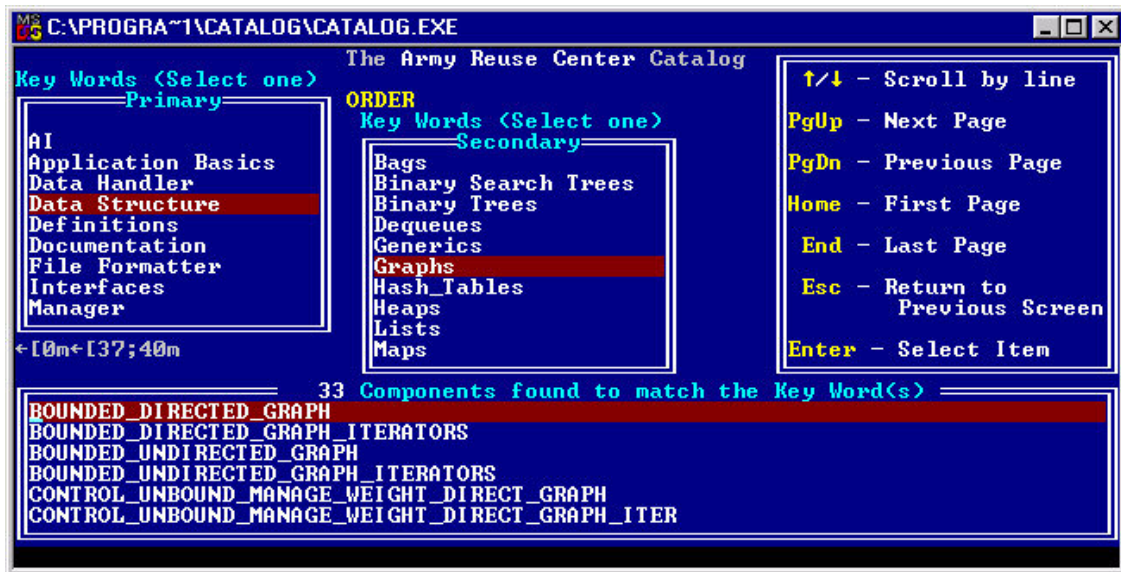 C:\PROGRA~1\CATALOG\CATALOG.EXE
The Army Reuse Center Catalog
Key Words (Select one)
Primary
AI
Application Basics
Data Handler
Data Structure
Definitions
Documentation
File Formatter
Interfaces
Manager
←[0m←[37;40m
ORDER
Key Words (Select one)
Secondary
Bags
Binary Search Trees
Binary Trees
Dequeues
Generics
Graphs
Hash_Tables
Heaps
Lists
Maps
↑/↓ - Scroll by line
PgUp - Next Page
PgDn - Previous Page
Home - First Page
End - Last Page
Esc - Return to
Previous Screen
Enter - Select Item
33 Components found to match the Key Word(s)
BOUNDED_DIRECTED_GRAPH
BOUNDED_DIRECTED_GRAPH_ITERATORS
BOUNDED_UNDIRECTED_GRAPH
BOUNDED_UNDIRECTED_GRAPH_ITERATORS
CONTROL_UNBOUND_MANAGE_WEIGHT_DIRECT_GRAPH
CONTROL_UNBOUND_MANAGE_WEIGHT_DIRECT_GRAPH_ITER